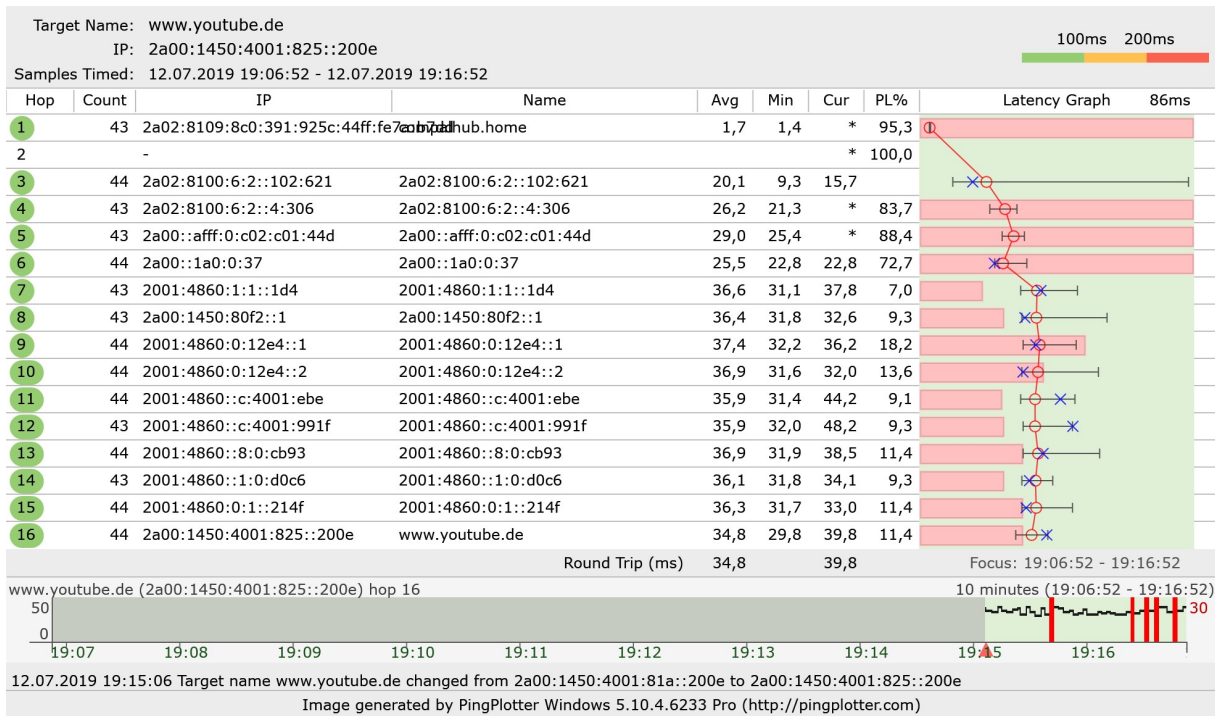 Target Name: www.youtube.de
IP: 2a00:1450:4001:825::200e
Samples Timed: 12.07.2019 19:06:52 - 12.07.2019 19:16:52
100ms 200ms
Hop Count IP Name Avg Min Cur PL% Latency Graph 86ms
1 43 2a02:8109:8c0:391:925c:44ff:fe7a: hub.home 1,7 1,4 * 95,3
2 - * 100,0
3 44 2a02:8100:6:2::102:621 2a02:8100:6:2::102:621 20,1 9,3 15,7
4 43 2a02:8100:6:2::4:306 2a02:8100:6:2::4:306 26,2 21,3 * 83,7
5 43 2a00::afff:0:c02:c01:44d 2a00::afff:0:c02:c01:44d 29,0 25,4 * 88,4
6 44 2a00::1a0:0:37 2a00::1a0:0:37 25,5 22,8 22,8 72,7
7 43 2001:4860:1:1::1d4 2001:4860:1:1::1d4 36,6 31,1 37,8 7,0
8 43 2a00:1450:80f2::1 2a00:1450:80f2::1 36,4 31,8 32,6 9,3
9 44 2001:4860:0:12e4::1 2001:4860:0:12e4::1 37,4 32,2 36,2 18,2
10 44 2001:4860:0:12e4::2 2001:4860:0:12e4::2 36,9 31,6 32,0 13,6
11 44 2001:4860::c:4001:ebe 2001:4860::c:4001:ebe 35,9 31,4 44,2 9,1
12 43 2001:4860::c:4001:991f 2001:4860::c:4001:991f 35,9 32,0 48,2 9,3
13 44 2001:4860::8:0:cb93 2001:4860::8:0:cb93 36,9 31,9 38,5 11,4
14 43 2001:4860::1:0:d0c6 2001:4860::1:0:d0c6 36,1 31,8 34,1 9,3
15 44 2001:4860:0:1::214f 2001:4860:0:1::214f 36,3 31,7 33,0 11,4
16 44 2a00:1450:4001:825::200e www.youtube.de 34,8 29,8 39,8 11,4
Round Trip (ms) 34,8 39,8 Focus: 19:06:52 - 19:16:52
www.youtube.de (2a00:1450:4001:825::200e) hop 16 10 minutes (19:06:52 - 19:16:52)
50 30
0
19:07 19:08 19:09 19:10 19:11 19:12 19:13 19:14 19:15 19:16
12.07.2019 19:15:06 Target name www.youtube.de changed from 2a00:1450:4001:81a::200e to 2a00:1450:4001:825::200e
Image generated by PingPlotter Windows 5.10.4.6233 Pro (http://pingplotter.com)